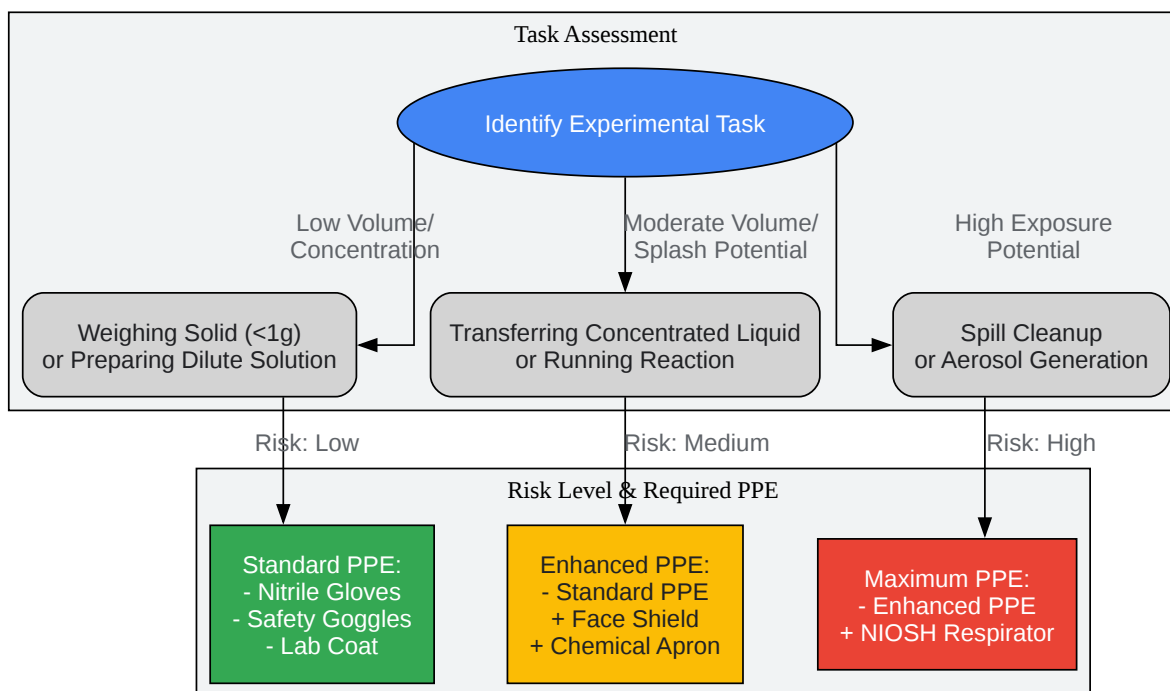 Task Assessment
Identify Experimental Task
Low Volume/
Concentration
Moderate Volume/
Splash Potential
High Exposure
Potential
Weighing Solid (<1g)
or Preparing Dilute Solution
Transferring Concentrated Liquid
or Running Reaction
Spill Cleanup
or Aerosol Generation
Risk: Low
Risk: Medium
Risk: High
Risk Level & Required PPE
Standard PPE:
- Nitrile Gloves
- Safety Goggles
- Lab Coat
Enhanced PPE:
- Standard PPE
+ Face Shield
+ Chemical Apron
Maximum PPE:
- Enhanced PPE
+ NIOSH Respirator